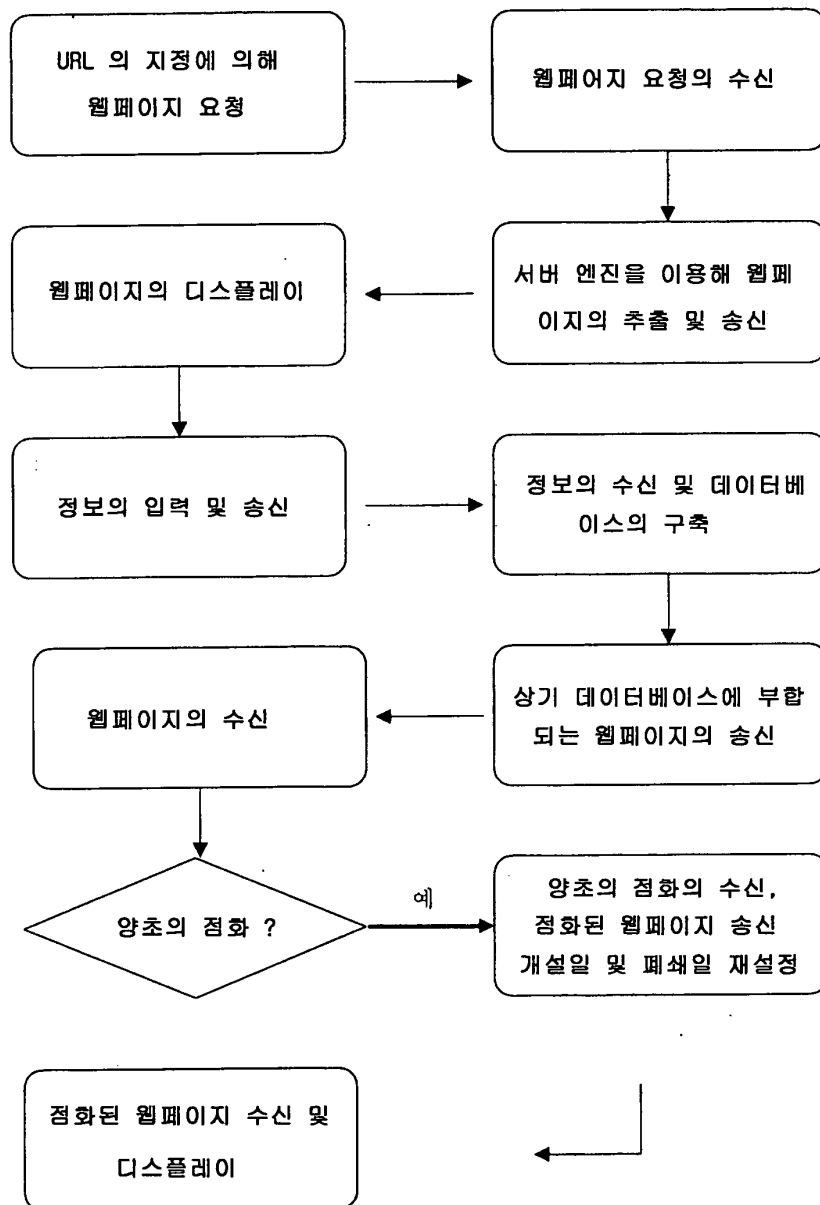 URL 의 지정에 의해
웹페이지 요청
웹페어지 요청의 수신
웹페이지의 디스플레이
서버 엔진을 이용해 웹페
이지의 추출 및 송신
정보의 입력 및 송신
정보의 수신 및 데이터베
이스의 구축
웹페이지의 수신
상기 데이터베이스에 부합
되는 웹페이지의 송신
양초의 점화 ?
예
양초의 점화의 수신,
점화된 웹페이지 송신
개설일 및 폐쇄일 재설정
점화된 웹페이지 수신 및
디스플레이